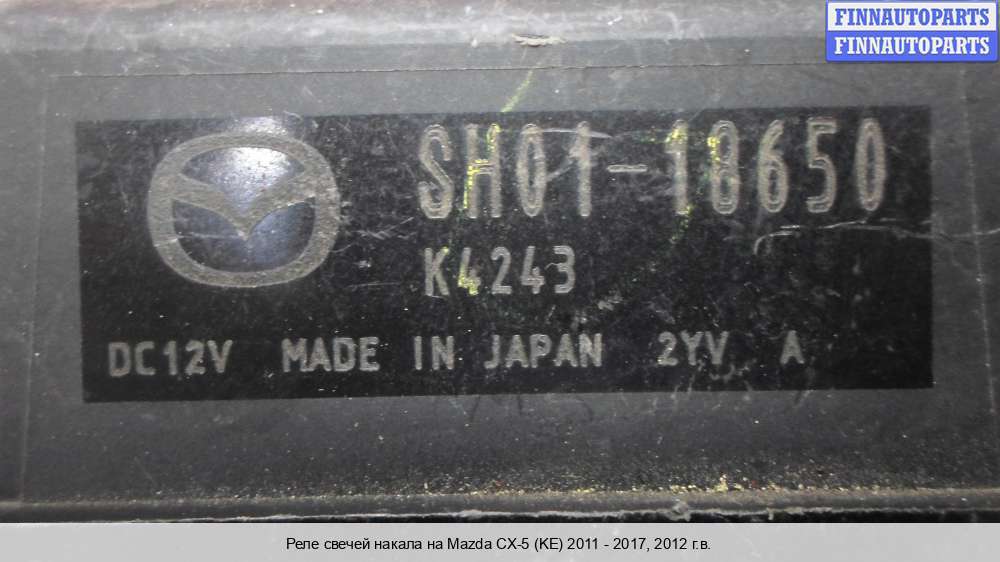 FINNAUTOPARTS
FINNAUTOPARTS
SH01-18650
K4243
DC12V MADE IN JAPAN 2YV A
Реле свечей накала на Mazda CX-5 (KE) 2011 - 2017, 2012 г.в.